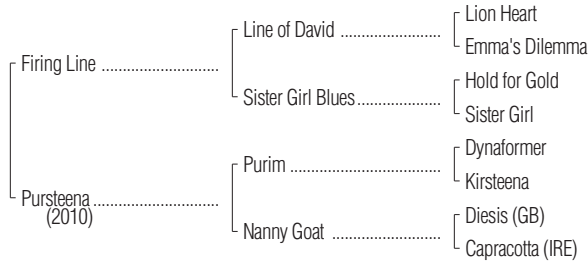 Lion Heart
Line of David
Emma's Dilemma
Firing Line
Hold for Gold
Sister Girl Blues
Sister Girl
Dynaformer
Purim
Kirsteena
Pursteena
(2010)
Diesis (GB)
Nanny Goat
Capracotta (IRE)